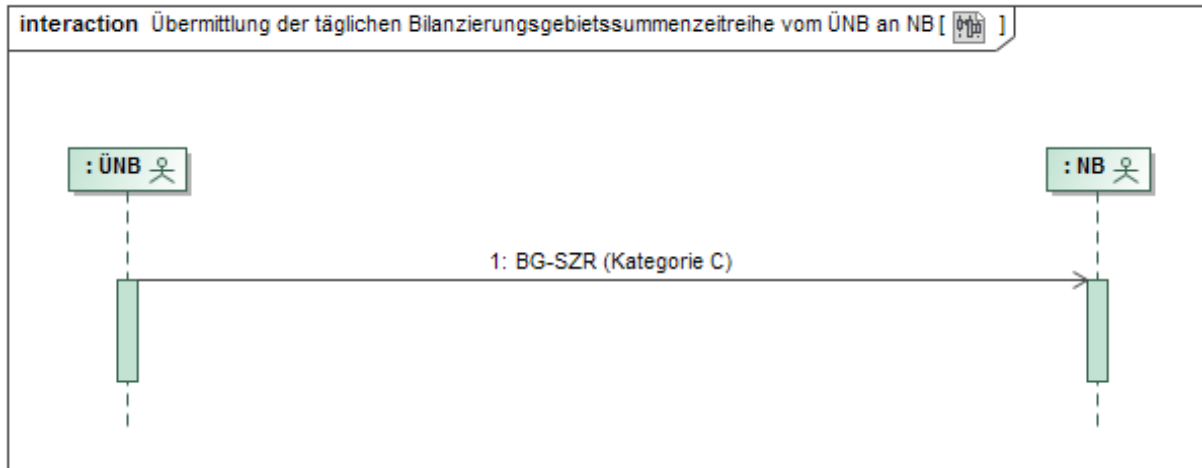 interaction Übermittlung der täglichen Bilanzierungsgebietssummenzeitreihe vom ÜNB an NB [ ]
: ÜNB
: NB
1: BG-SZR (Kategorie C)